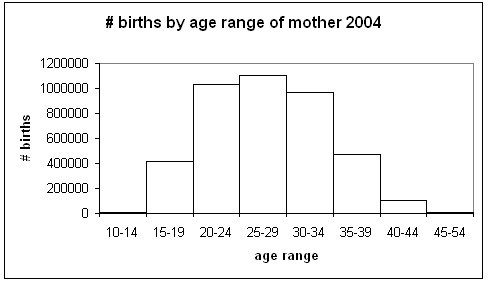 # births by age range of mother 2004
1200000
1000000
800000
600000
400000
200000
0
# births
10-14 15-19 20-24 25-29 30-34 35-39 40-44 45-54
age range